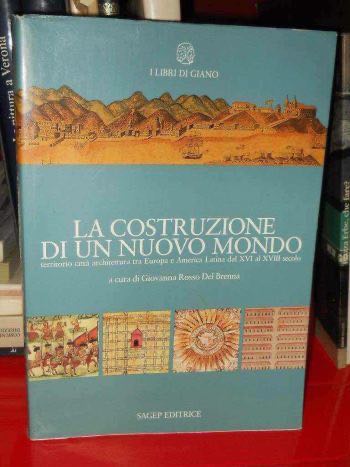 I LIBRI DI GIANO
LA COSTRUZIONE
DI UN NUOVO MONDO
territorio città architettura tra Europa e America Latina dal XVI al XVIII secolo
a cura di Giovanna Rosso Del Brenna
SAGEP EDITRICE
a Verona